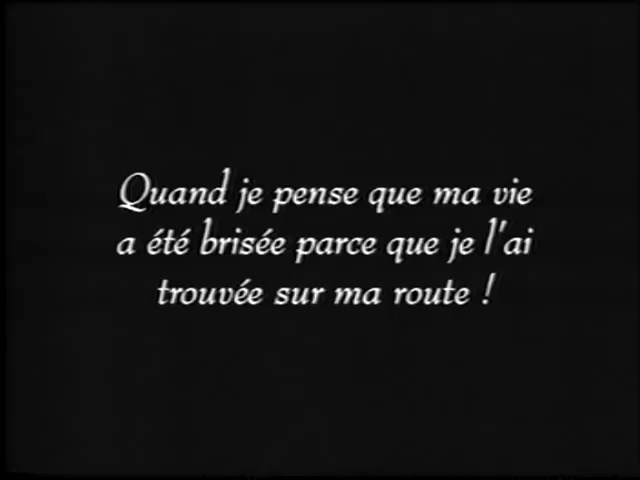 Quand je pense que ma vie
a été brisée parce que je l'ai
trouvée sur ma route !